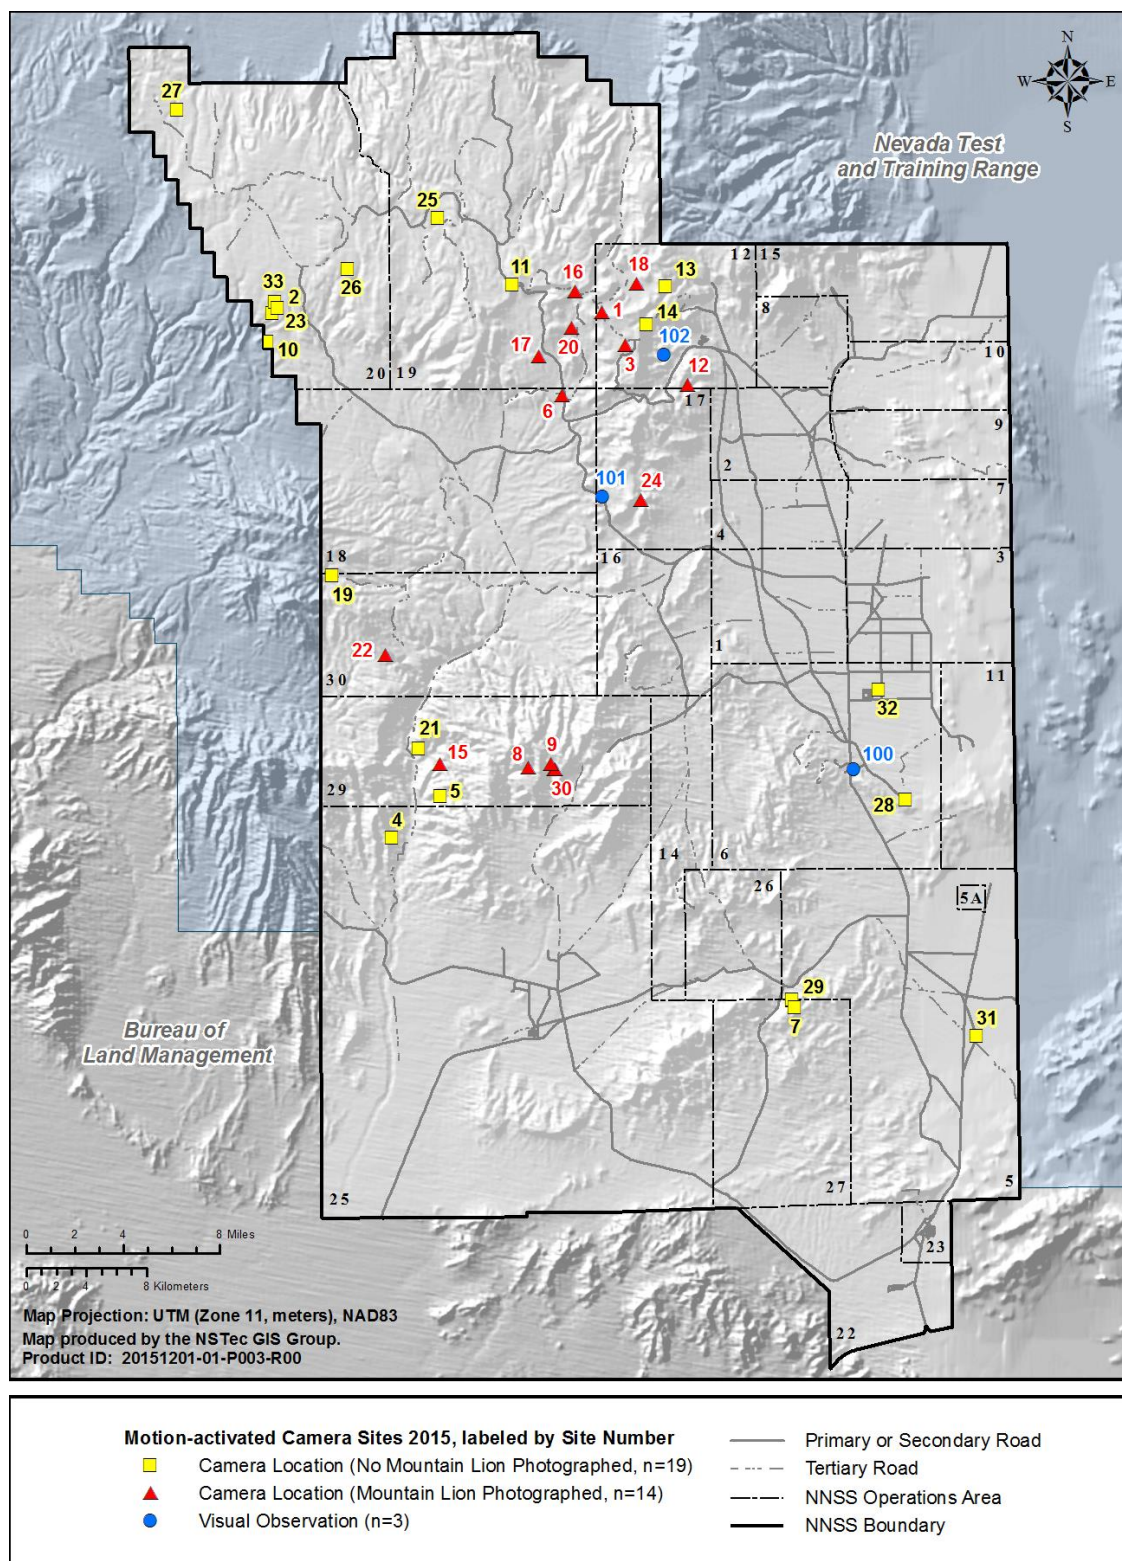 N
W E
S
Nevada Test
and Training Range
27
25
11
16
18
13
12
15
26
33
2
23
1
14
8
10
102
20
17
3
12
10
20
19
6
17
9
2
7
101
24
4
18
16
3
19
22
1
30
11
32
21
15
8
9
100
30
29
5
28
4
14
6
26
5A
29
7
31
Bureau of
Land Management
25
27
5
23
22
0 4 8 Miles
0 2 4 8 Kilometers
Map Projection: UTM (Zone 11, meters), NAD83
Map produced by the NSTec GIS Group.
Product ID: 20151201-01-P003-R00
Motion-activated Camera Sites 2015, labeled by Site Number
Camera Location (No Mountain Lion Photographed, n=19)
Camera Location (Mountain Lion Photographed, n=14)
Visual Observation (n=3)
Primary or Secondary Road
Tertiary Road
NNSS Operations Area
NNSS Boundary